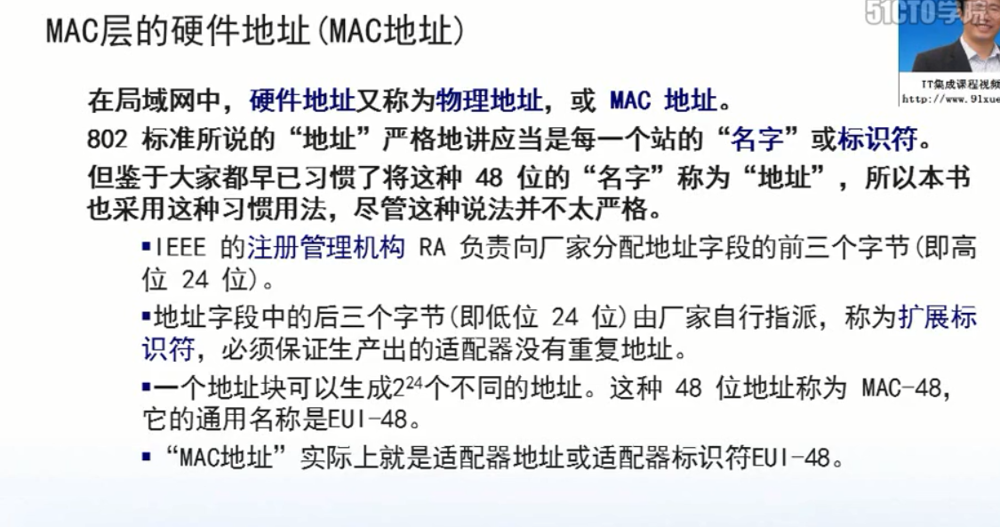 51CTO学院
MAC层的硬件地址(MAC地址)
IT集成课程视频
http://www.91xue
在局域网中，硬件地址又称为物理地址，或 MAC 地址。
802 标准所说的“地址”严格地讲应当是每一个站的“名字”或标识符。
但鉴于大家都早已习惯了将这种 48 位的“名字”称为“地址”，所以本书
也采用这种习惯用法，尽管这种说法并不太严格。
▪IEEE 的注册管理机构 RA 负责向厂家分配地址字段的前三个字节(即高
位 24 位)。
▪地址字段中的后三个字节(即低位 24 位)由厂家自行指派，称为扩展标
识符，必须保证生产出的适配器没有重复地址。
▪一个地址块可以生成2²⁴个不同的地址。这种 48 位地址称为 MAC-48，
它的通用名称是EUI-48。
▪“MAC地址”实际上就是适配器地址或适配器标识符EUI-48。